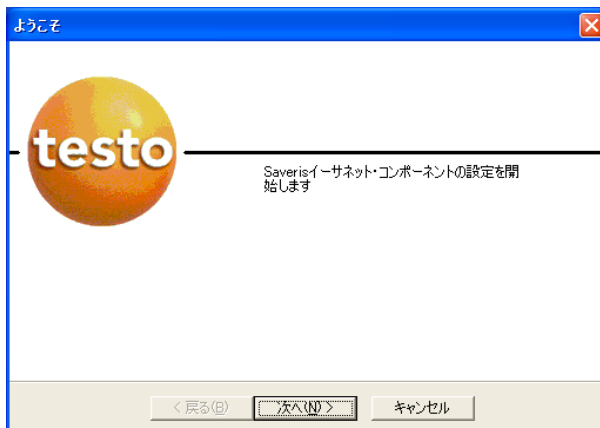 ようこそ
testo
Saverisイーサネット・コンポーネントの設定を開
始します
< 戻る(B)
次へ(N) >
キャンセル